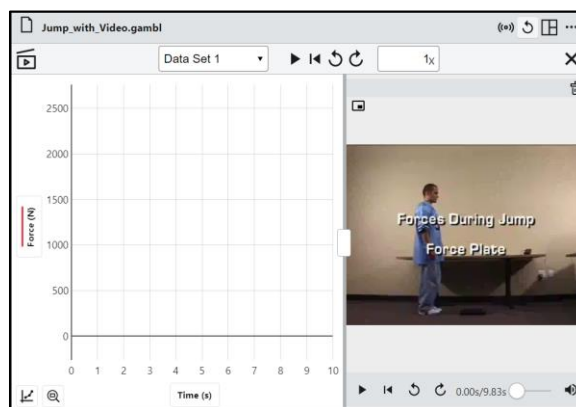 Jump_with_Video.gambl
Data Set 1
1x
2500
2000
1500
1000
500
0
Force (N)
0 1 2 3 4 5 6 7 8 9 10
Time (s)
Forces During Jump
Force Plate
0.00s/9.83s